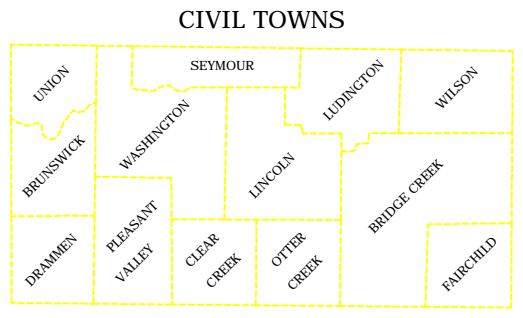 CIVIL TOWNS
UNION
SEYMOUR
LUDINGTON
WILSON
WASHINGTON
BRUNSWICK
LINCOLN
BRIDGE CREEK
DRAMMEN
PLEASANT
VALLEY
CLEAR
CREEK
OTTER
CREEK
FAIRCHILD